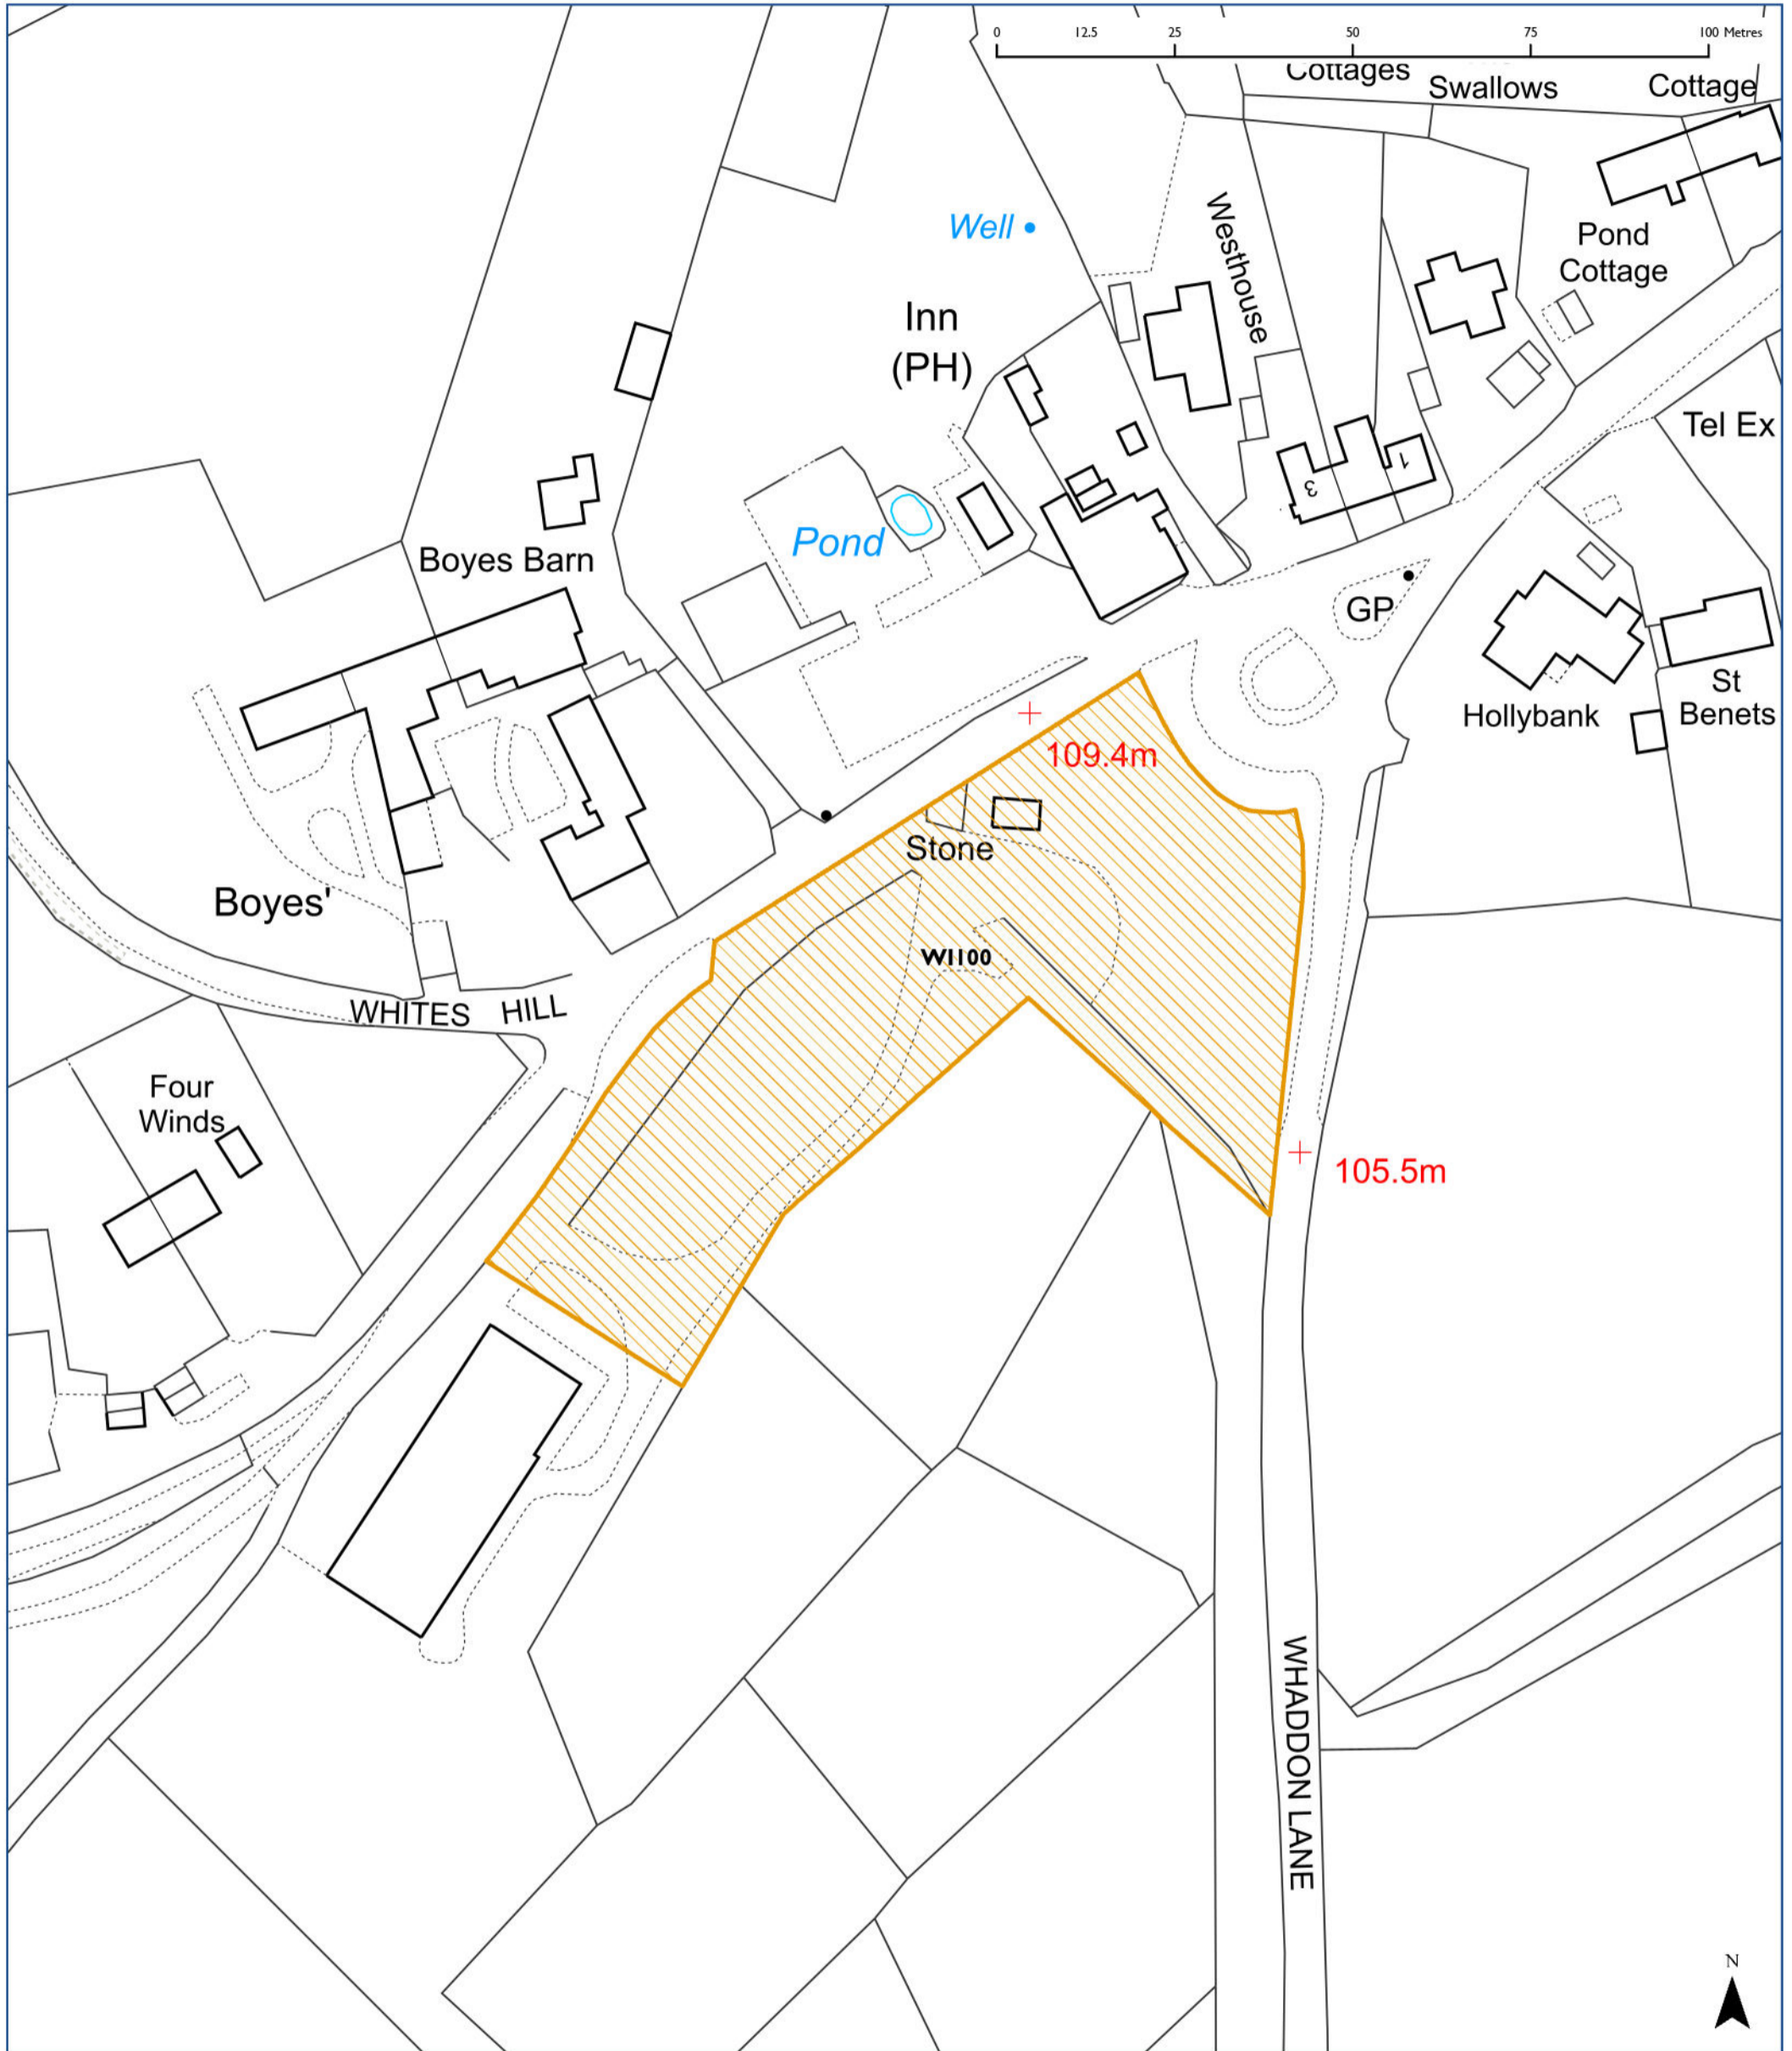 0 12.5 25 50 75 100 Metres
Cottages
Swallows
Cottage
Well
Westhouse
Pond
Cottage
Inn
(PH)
Tel Ex
1
3
Pond
Boyes Barn
GP
St
Benets
Hollybank
109.4m
Stone
Boyes'
WI100
WHITES HILL
Four
Winds
105.5m
WHADDON LANE
N